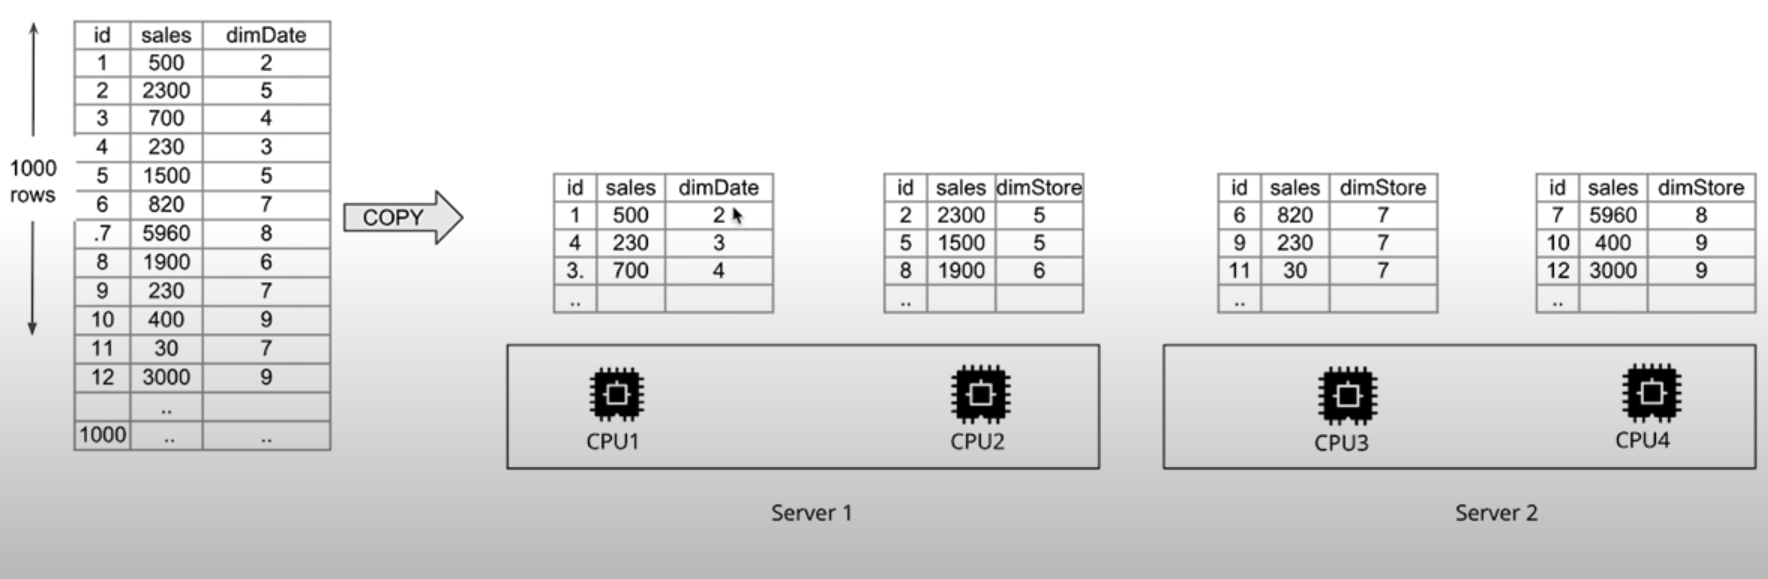 id sales dimDate
1 500 2
2 2300 5
3 700 4
4 230 3
5 1500 5
6 820 7
.7 5960 8
8 1900 6
9 230 7
10 400 9
11 30 7
12 3000 9
..
1000 .. ..
1000
rows
COPY
id sales dimDate
1 500 2
4 230 3
3. 700 4
..
id sales dimStore
2 2300 5
5 1500 5
8 1900 6
..
id sales dimStore
6 820 7
9 230 7
11 30 7
..
id sales dimStore
7 5960 8
10 400 9
12 3000 9
..
CPU1
CPU2
CPU3
CPU4
Server 1
Server 2